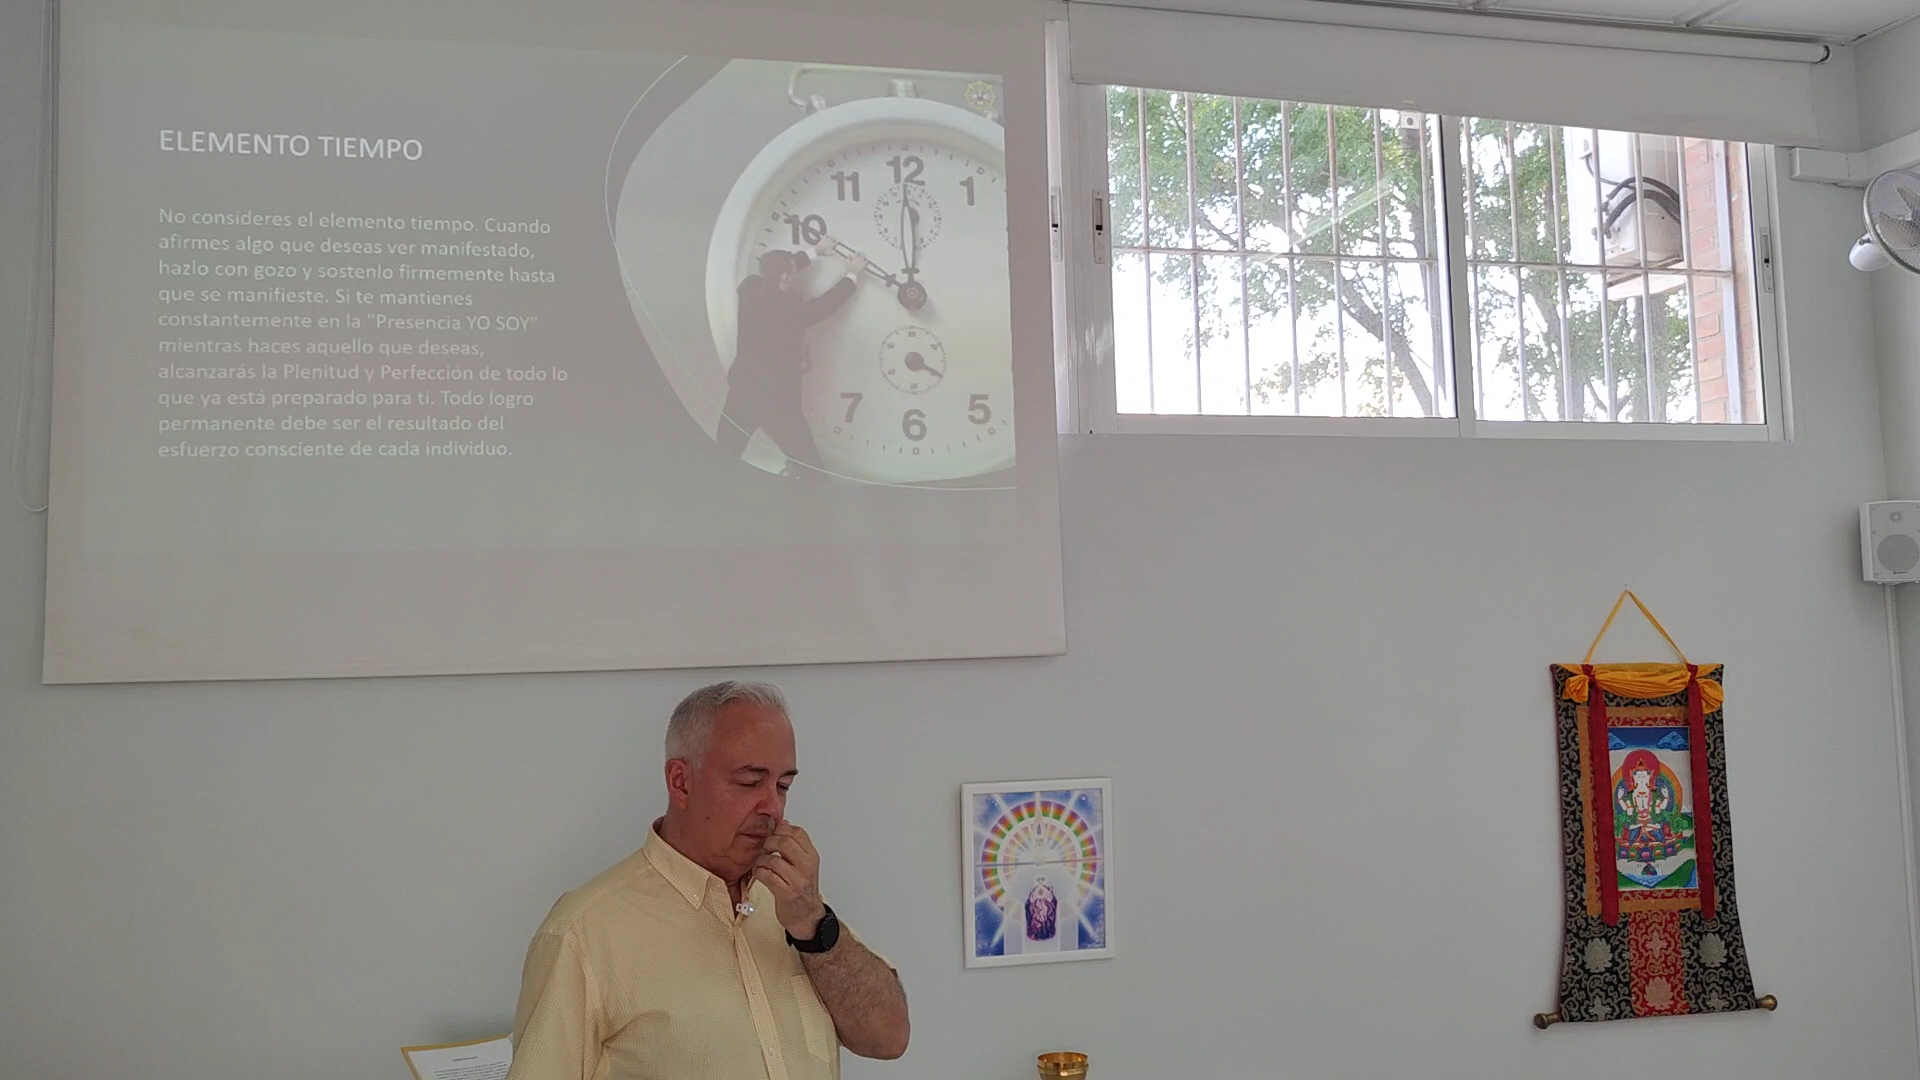 ELEMENTO TIEMPO
No consideres el elemento tiempo. Cuando
afirmes algo que deseas ver manifestado,
hazlo con gozo y sostenlo firmemente hasta
que se manifieste. Si te mantienes
constantemente en la "Presencia YO SOY"
mientras haces aquello que deseas,
alcanzarás la Plenitud y Perfección de todo lo
que ya está preparado para ti. Todo logro
permanente debe ser el resultado del
esfuerzo consciente de cada individuo.
12
11
1
10
7
6
5